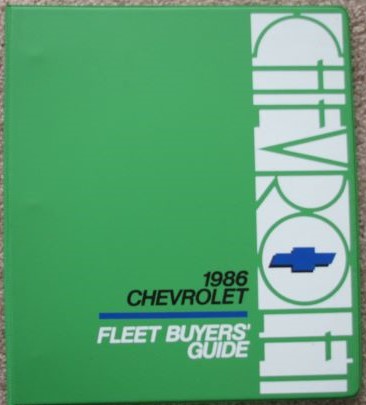 CHEVROLET
1986
CHEVROLET
FLEET BUYERS'
GUIDE